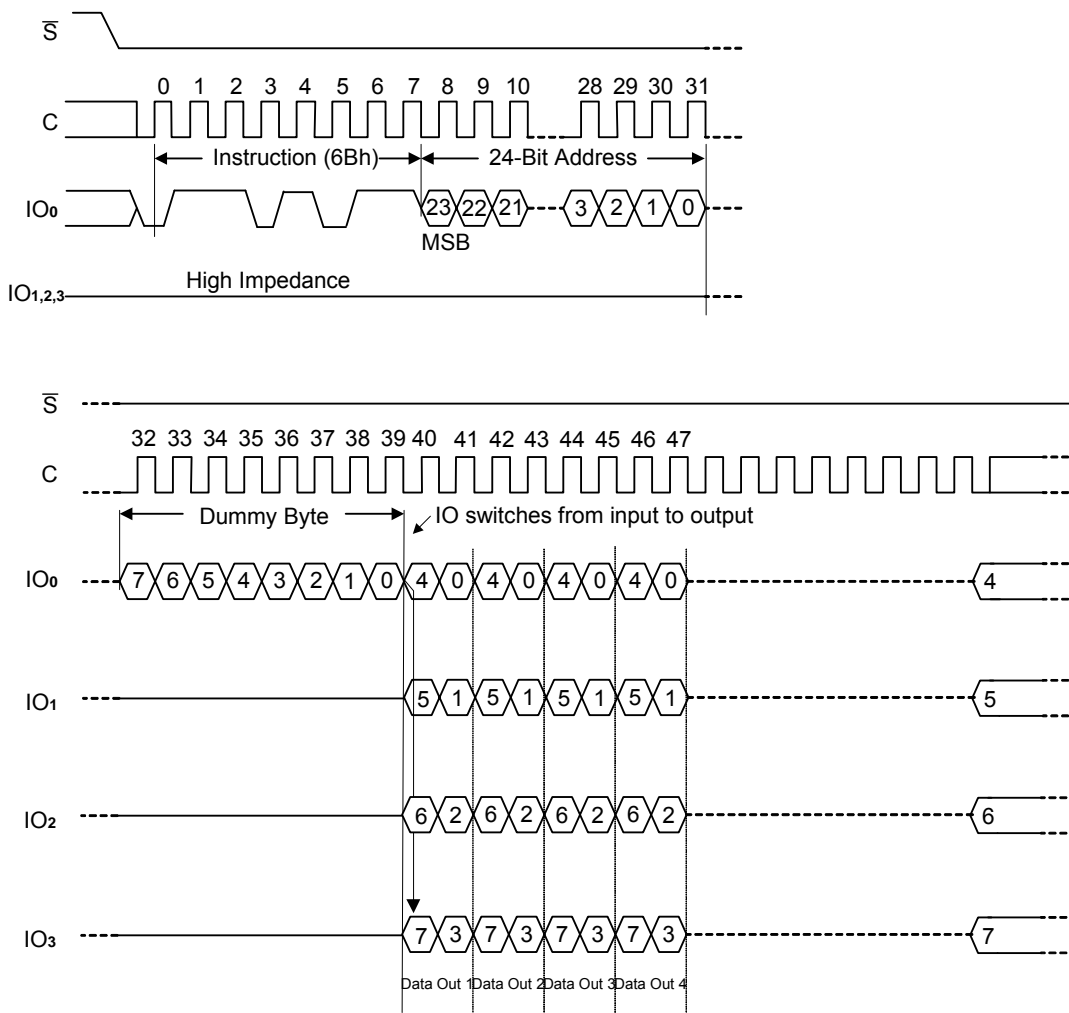 S
0 1 2 3 4 5 6 7 8 9 10 28 29 30 31
C
Instruction (6Bh) 24-Bit Address
IO0 23 22 21 3 2 1 0
MSB
High Impedance
IO1,2,3
S
32 33 34 35 36 37 38 39 40 41 42 43 44 45 46 47
C
Dummy Byte IO switches from input to output
IO0 7 6 5 4 3 2 1 0 4 0 4 0 4 0 4 0 4
IO1 5 1 5 1 5 1 5 1 5
IO2 6 2 6 2 6 2 6 2 6
IO3 7 3 7 3 7 3 7 3 7
Data Out 1 Data Out 2 Data Out 3 Data Out 4